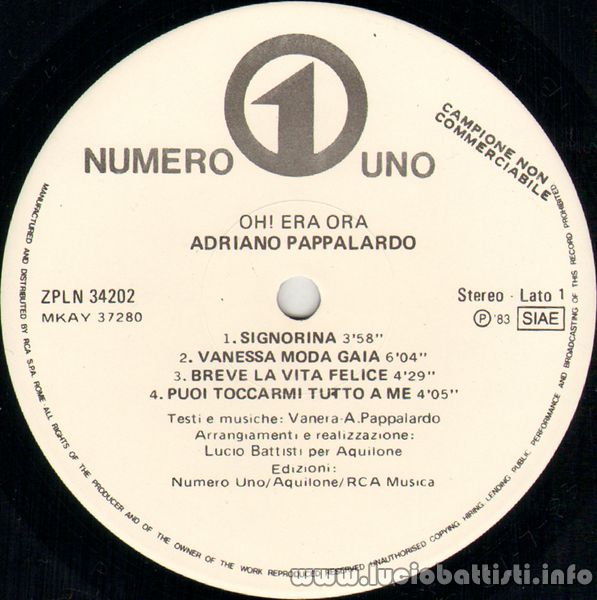 1
NUMERO UNO
CAMPIONE NON
COMMERCIABILE
OH! ERA ORA
ADRIANO PAPPALARDO
ZPLN 34202
MKAY 37280
Stereo · Lato 1
Ⓟ '83 SIAE
1. SIGNORINA 3'58"
2. VANESSA MODA GAIA 6'04"
3. BREVE LA VITA FELICE 4'29"
4. PUOI TOCCARMI TUTTO A ME 4'05"
Testi e musiche: Vanera-A.Pappalardo
Arrangiamenti e realizzazione:
Lucio Battisti per Aquilone
Edizioni:
Numero Uno/Aquilone/RCA Musica
MANUFACTURED AND DISTRIBUTED BY RCA S.P.A. ROME ALL RIGHTS OF THE PRODUCER AND OF THE OWNER OF THE WORK REPRODUCED RESERVED UNAUTHORISED COPYING HIRING LENDING PUBLIC PERFORMANCE AND BROADCASTING OF THIS RECORD PROHIBITED
www.luciobattisti.info